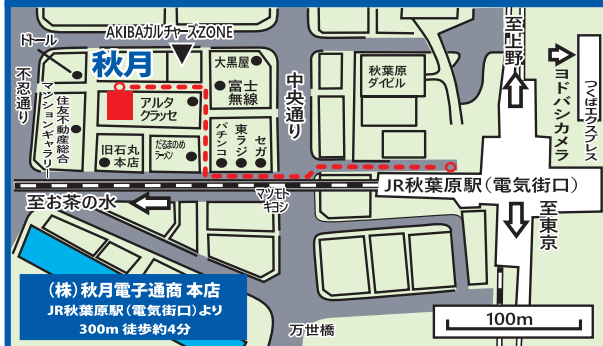 AKIBAカルチャーズZONE
ドトール
不忍通り
秋月
大黒屋
富士
無線
中央通り
秋葉原
ダイビル
至上野
ヨドバシカメラ
つくばエクスプレス
住友不動産総合
マンションギャラリー
アルタ
クラッセ
旧石丸
本店
だるまのめ
ラーメン
パチンコ
東ラジ
セガ
JR秋葉原駅(電気街口)
マツモト
キヨシ
至お茶の水
至東京
(株)秋月電子通商 本店
JR秋葉原駅(電気街口)より
300m 徒歩約4分
万世橋
100m